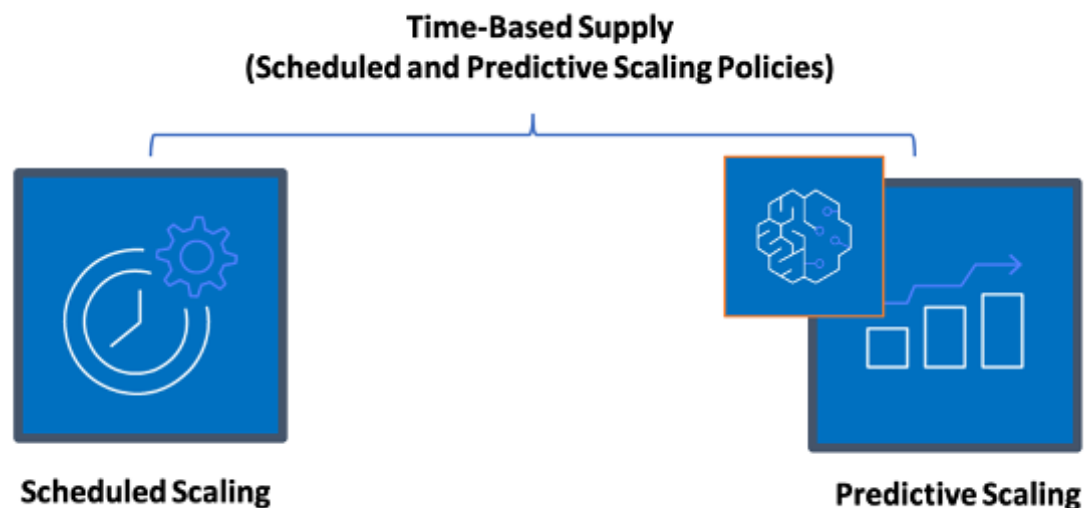 Time-Based Supply
(Scheduled and Predictive Scaling Policies)
Scheduled Scaling
Predictive Scaling